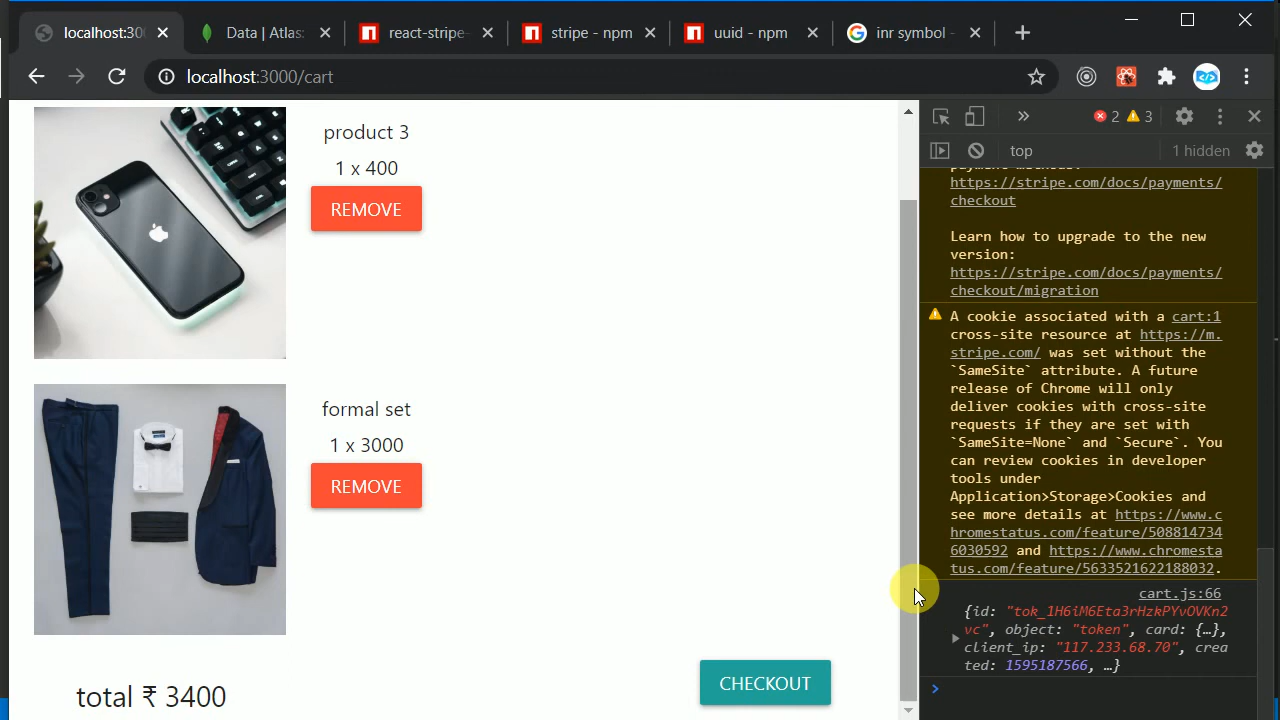 localhost:300
Data | Atlas:
react-stripe-
stripe - npm
uuid - npm
inr symbol -
localhost:3000/cart
product 3
1 x 400
REMOVE
formal set
1 x 3000
REMOVE
total ₹ 3400
CHECKOUT
2 3
top
1 hidden
https://stripe.com/docs/payments/
checkout
Learn how to upgrade to the new
version:
https://stripe.com/docs/payments/
checkout/migration
A cookie associated with a cart:1
cross-site resource at https://m.
stripe.com/ was set without the
`SameSite` attribute. A future
release of Chrome will only
deliver cookies with cross-site
requests if they are set with
`SameSite=None` and `Secure`. You
can review cookies in developer
tools under
Application>Storage>Cookies and
see more details at https://www.c
hromestatus.com/feature/508814734
6030592 and https://www.chromesta
tus.com/feature/5633521622188032.
cart.js:66
{id: "tok_1H6iM6Eta3rHzkPYvOVKn2
vc", object: "token", card: {…},
client_ip: "117.233.68.70", crea
ted: 1595187566, …}